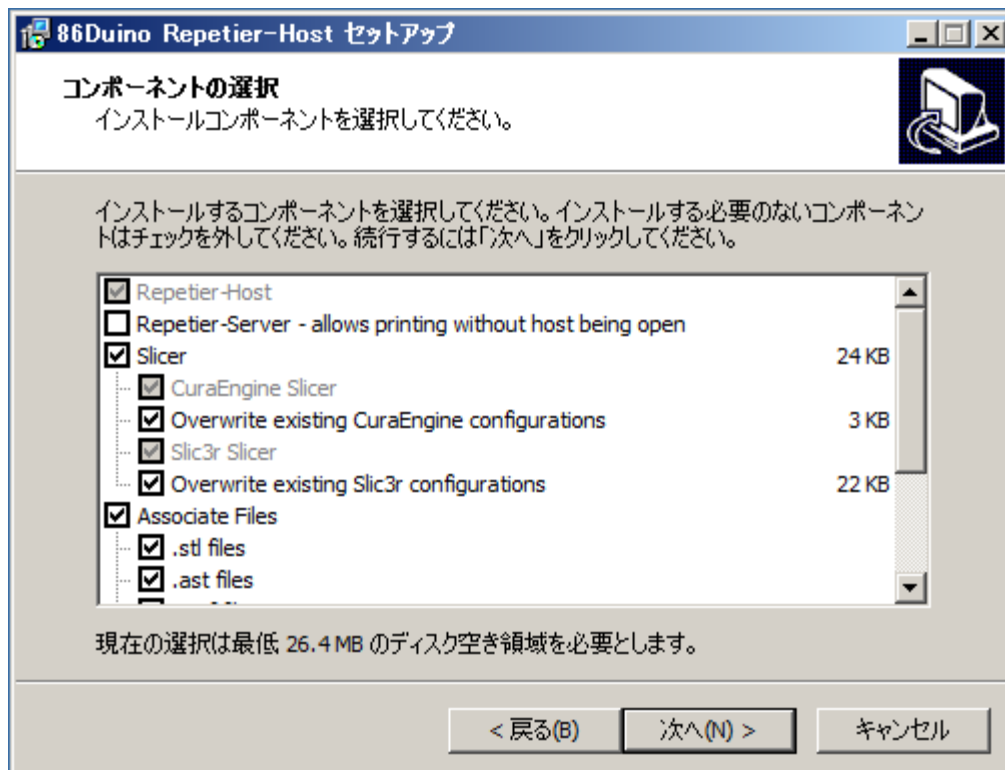 86Duino Repetier-Host セットアップ
コンポーネントの選択
インストールコンポーネントを選択してください。
インストールするコンポーネントを選択してください。インストールする必要のないコンポーネン
トはチェックを外してください。続行するには「次へ」をクリックしてください。
Repetier-Host
Repetier-Server - allows printing without host being open
Slicer 24 KB
CuraEngine Slicer
Overwrite existing CuraEngine configurations 3 KB
Slic3r Slicer
Overwrite existing Slic3r configurations 22 KB
Associate Files
.stl files
.ast files
現在の選択は最低 26.4 MB のディスク空き領域を必要とします。
< 戻る(B) 次へ(N) > キャンセル